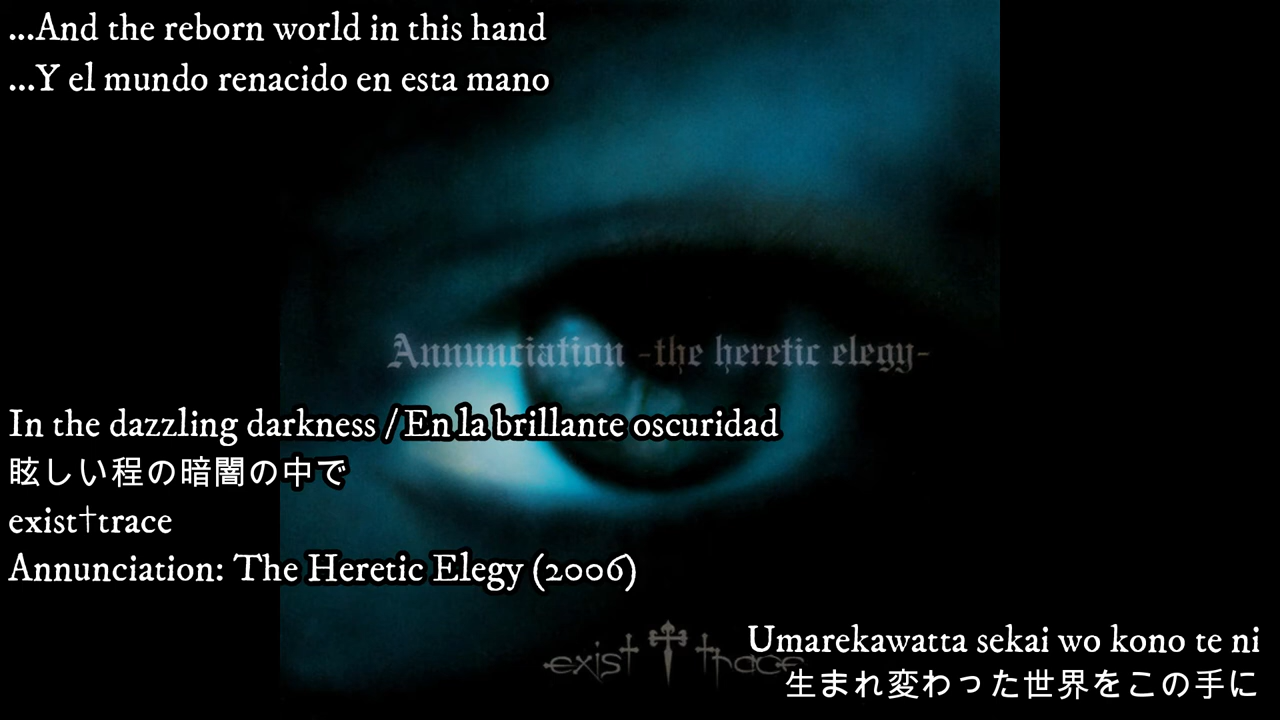 ...And the reborn world in this hand
...Y el mundo renacido en esta mano
Annunciation -the heretic elegy-
In the dazzling darkness / En la brillante oscuridad
眩しい程の暗闇の中で
exist†trace
Annunciation: The Heretic Elegy (2006)
Umarekawatta sekai wo kono te ni
exist†trace
生まれ変わった世界をこの手に